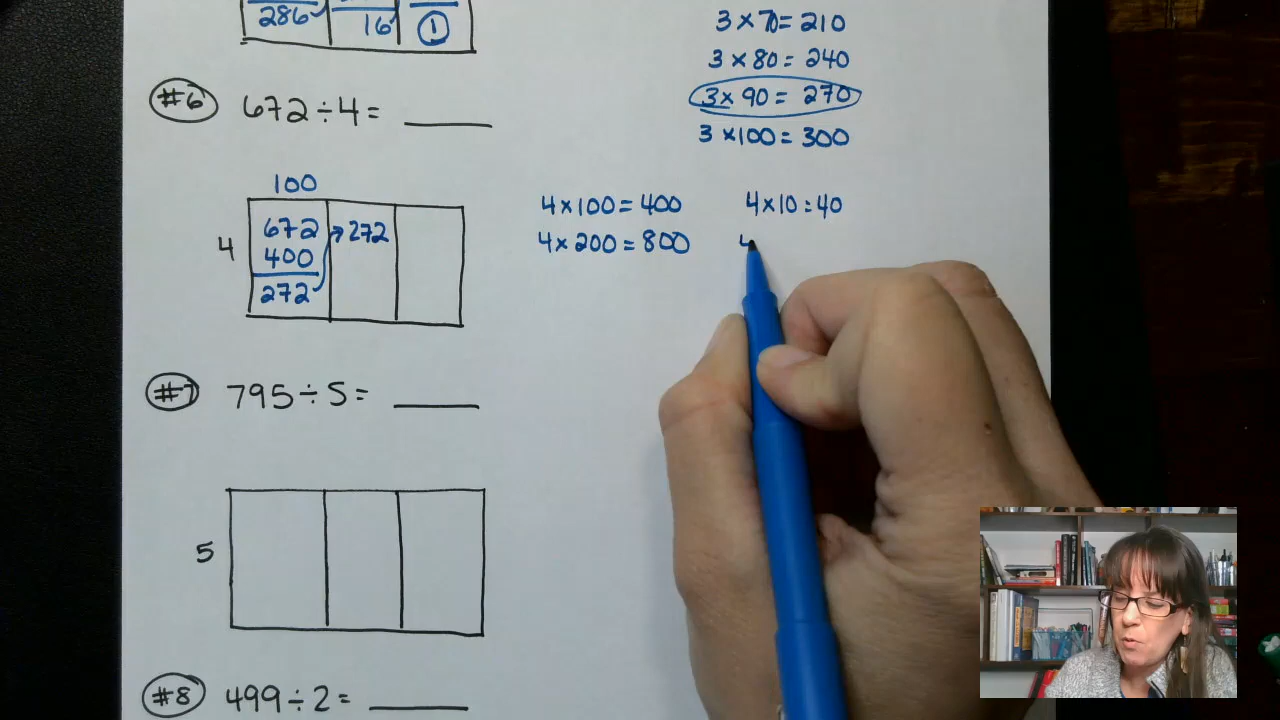 286 16 1
3 × 70 = 210
3 × 80 = 240
3 × 90 = 270
3 × 100 = 300
#6 672 ÷ 4 = ____
100
4 672 → 272
400
272
4 × 100 = 400
4 × 200 = 800
4 × 10 = 40
4
#7 795 ÷ 5 = ____
5
#8 499 ÷ 2 = ____